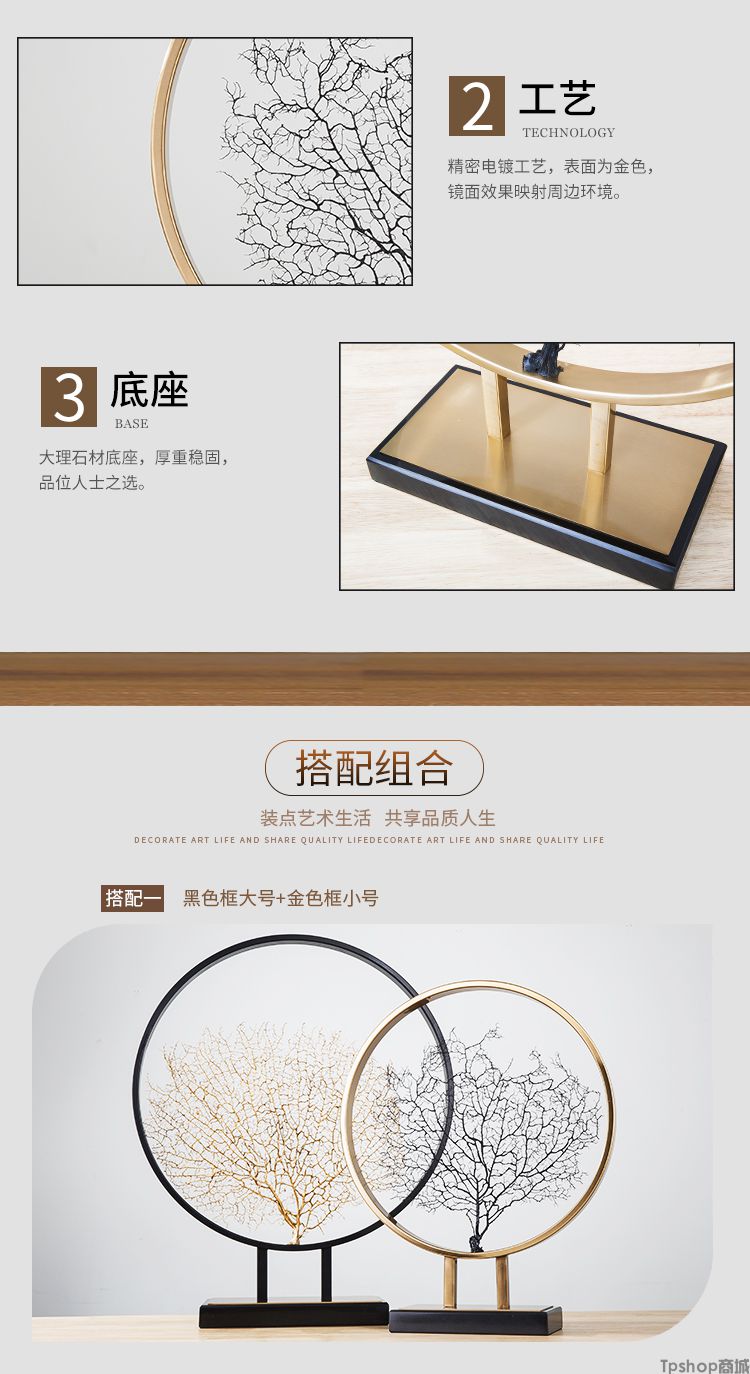 2
工艺
TECHNOLOGY
精密电镀工艺，表面为金色，
镜面效果映射周边环境。
3
底座
BASE
大理石材底座，厚重稳固，
品位人士之选。
搭配组合
装点艺术生活 共享品质人生
DECORATE ART LIFE AND SHARE QUALITY LIFEDECORATE ART LIFE AND SHARE QUALITY LIFE
搭配一 黑色框大号+金色框小号
Tpshop商城